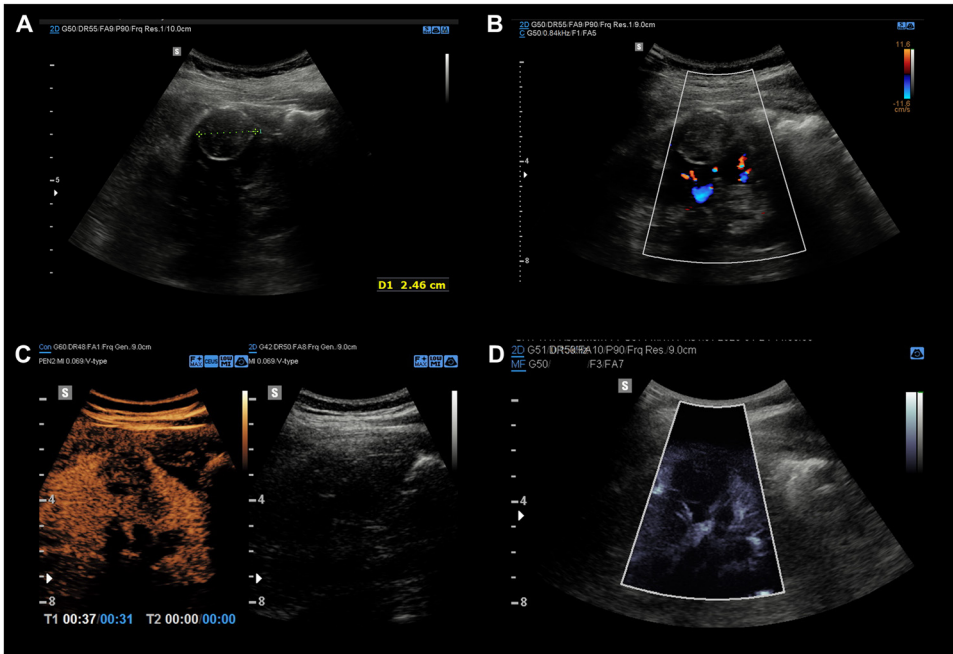 A
2D G50/DR55/FA9/P90/Frq Res.1/10.0cm
S
5
D1 2.46 cm
B
2D G50/DR55/FA9/P90/Frq Res.1/9.0cm
C G50/0.84kHz/F1/FA5
S
11.6
-11.6
cm/s
4
8
C
Con G60/DR48/FA1/Frq Gen./9.0cm
PEN2 MI 0.069/V-type
LOW MI
S
4
8
T1 00:37/00:31 T2 00:00/00:00
2D G42/DR50/FA8/Frq Gen./9.0cm
MI 0.069/V-type
LOW MI
S
4
8
D
FA10/P90/Frq Res./9.0cm
MF G50/ /F3/FA7
S
4
8